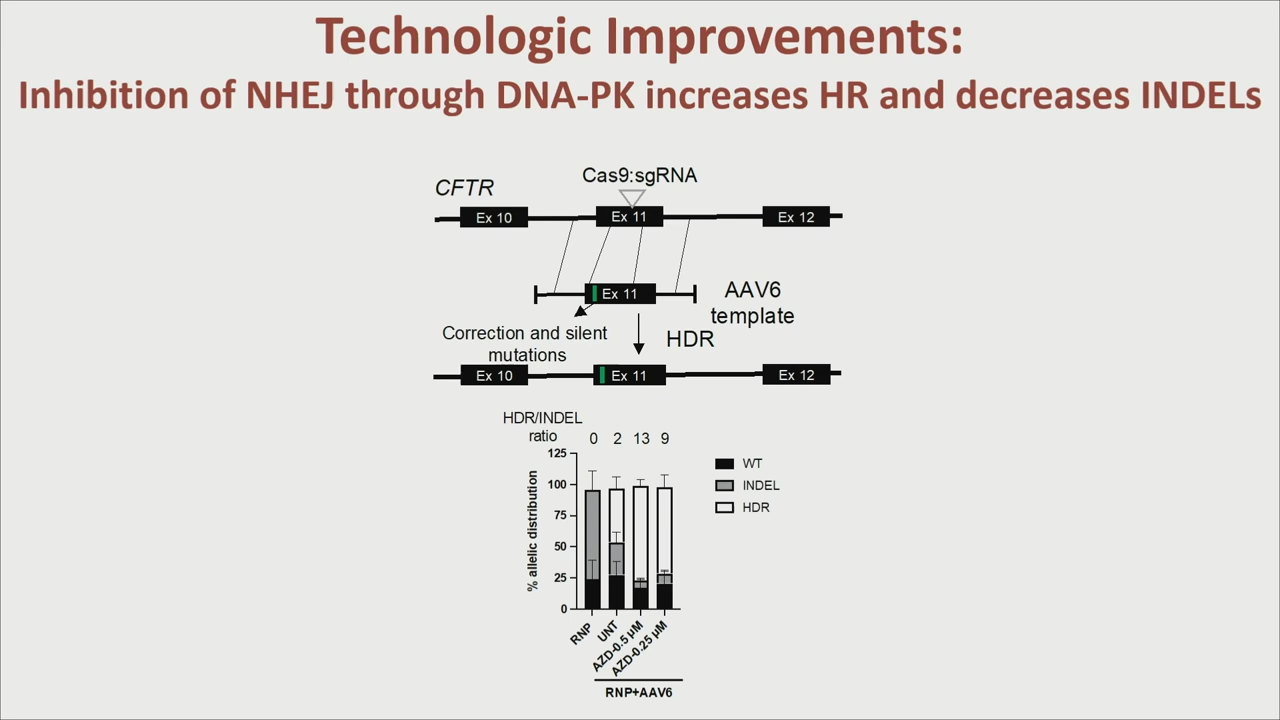 Technologic Improvements:
Inhibition of NHEJ through DNA-PK increases HR and decreases INDELs
Cas9:sgRNA
CFTR
Ex 10
Ex 11
Ex 12
Ex 11
AAV6
template
Correction and silent
mutations
HDR
Ex 10
Ex 11
Ex 12
HDR/INDEL
ratio
0 2 13 9
% allelic distribution
125
100
75
50
25
0
WT
INDEL
HDR
RNP
UNT
AZD-0.5 µM
AZD-0.25 µM
RNP+AAV6